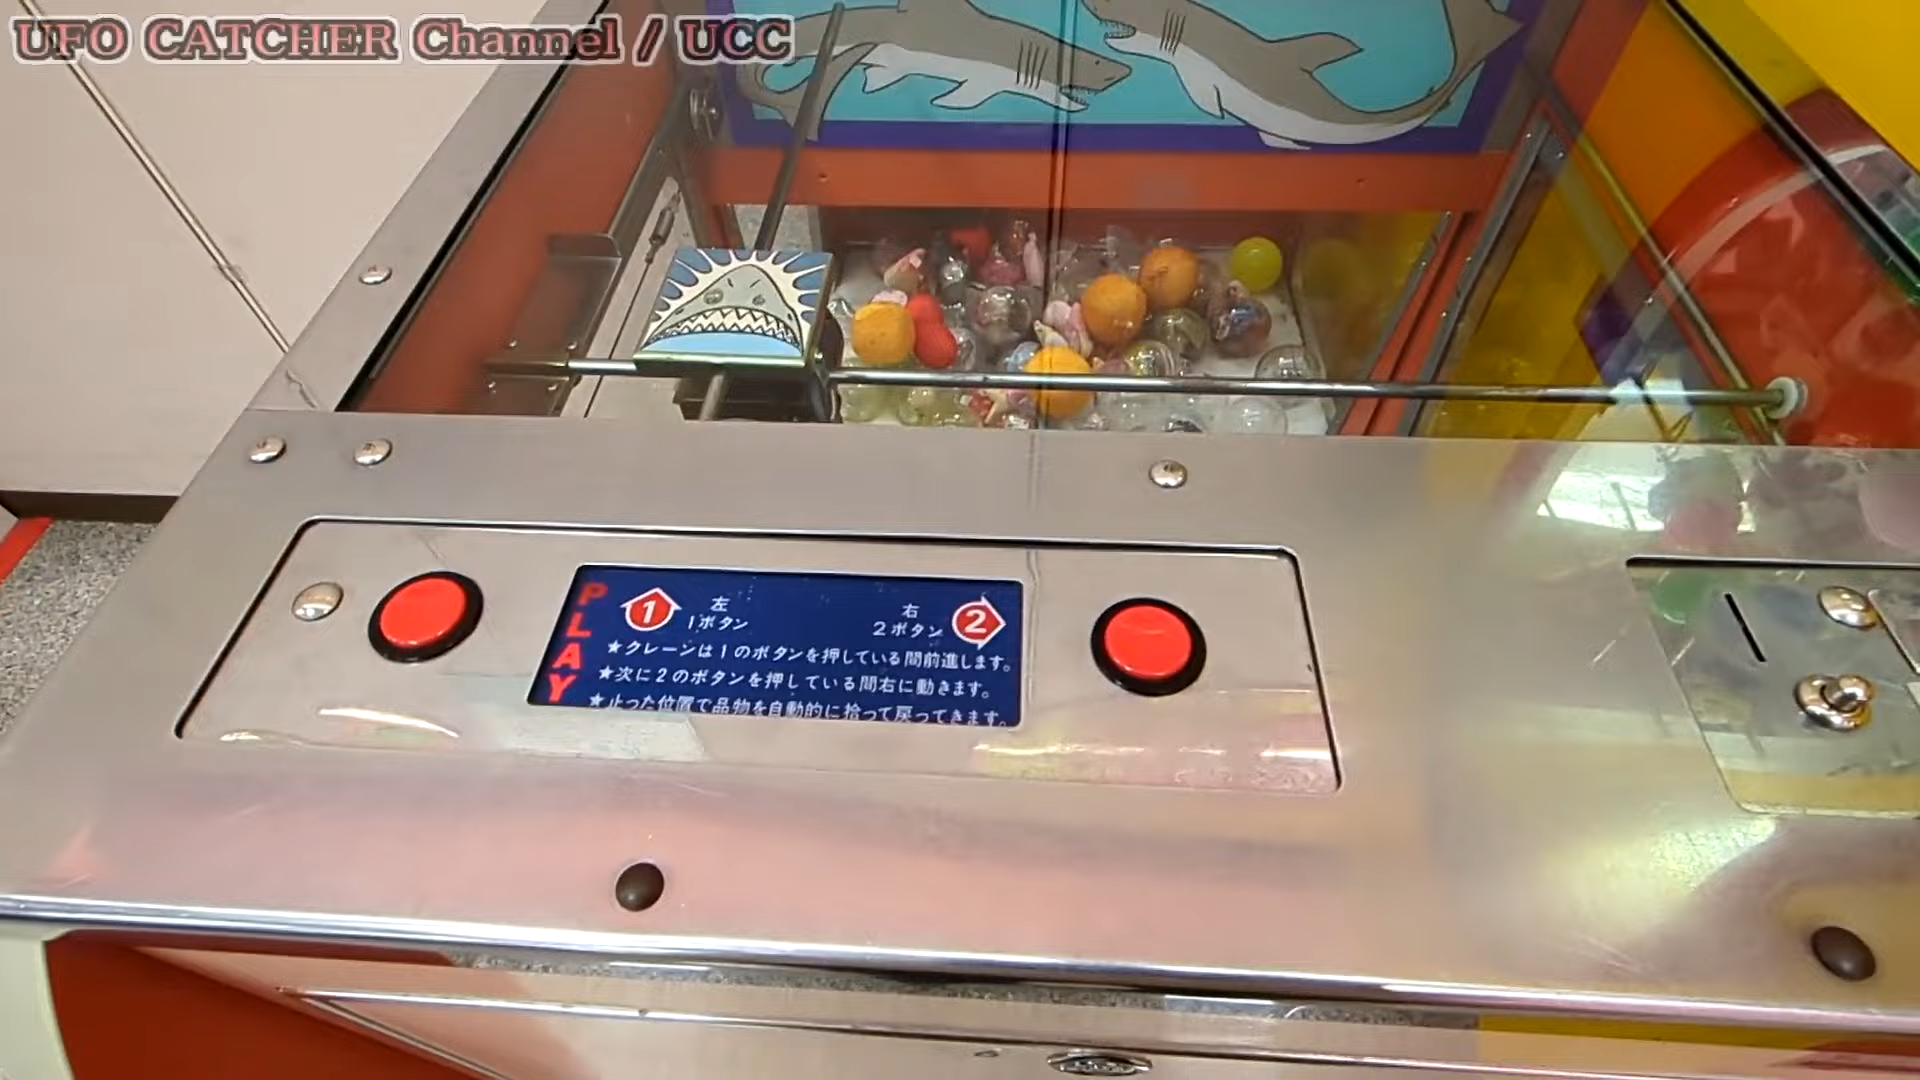 UFO CATCHER Channel / UCC
PLAY
1 左
1ボタン
右 2
2ボタン
★クレーンは1のボタンを押している間前進します。
★次に2のボタンを押している間右に動きます。
★止った位置で品物を自動的に拾って戻ってきます。